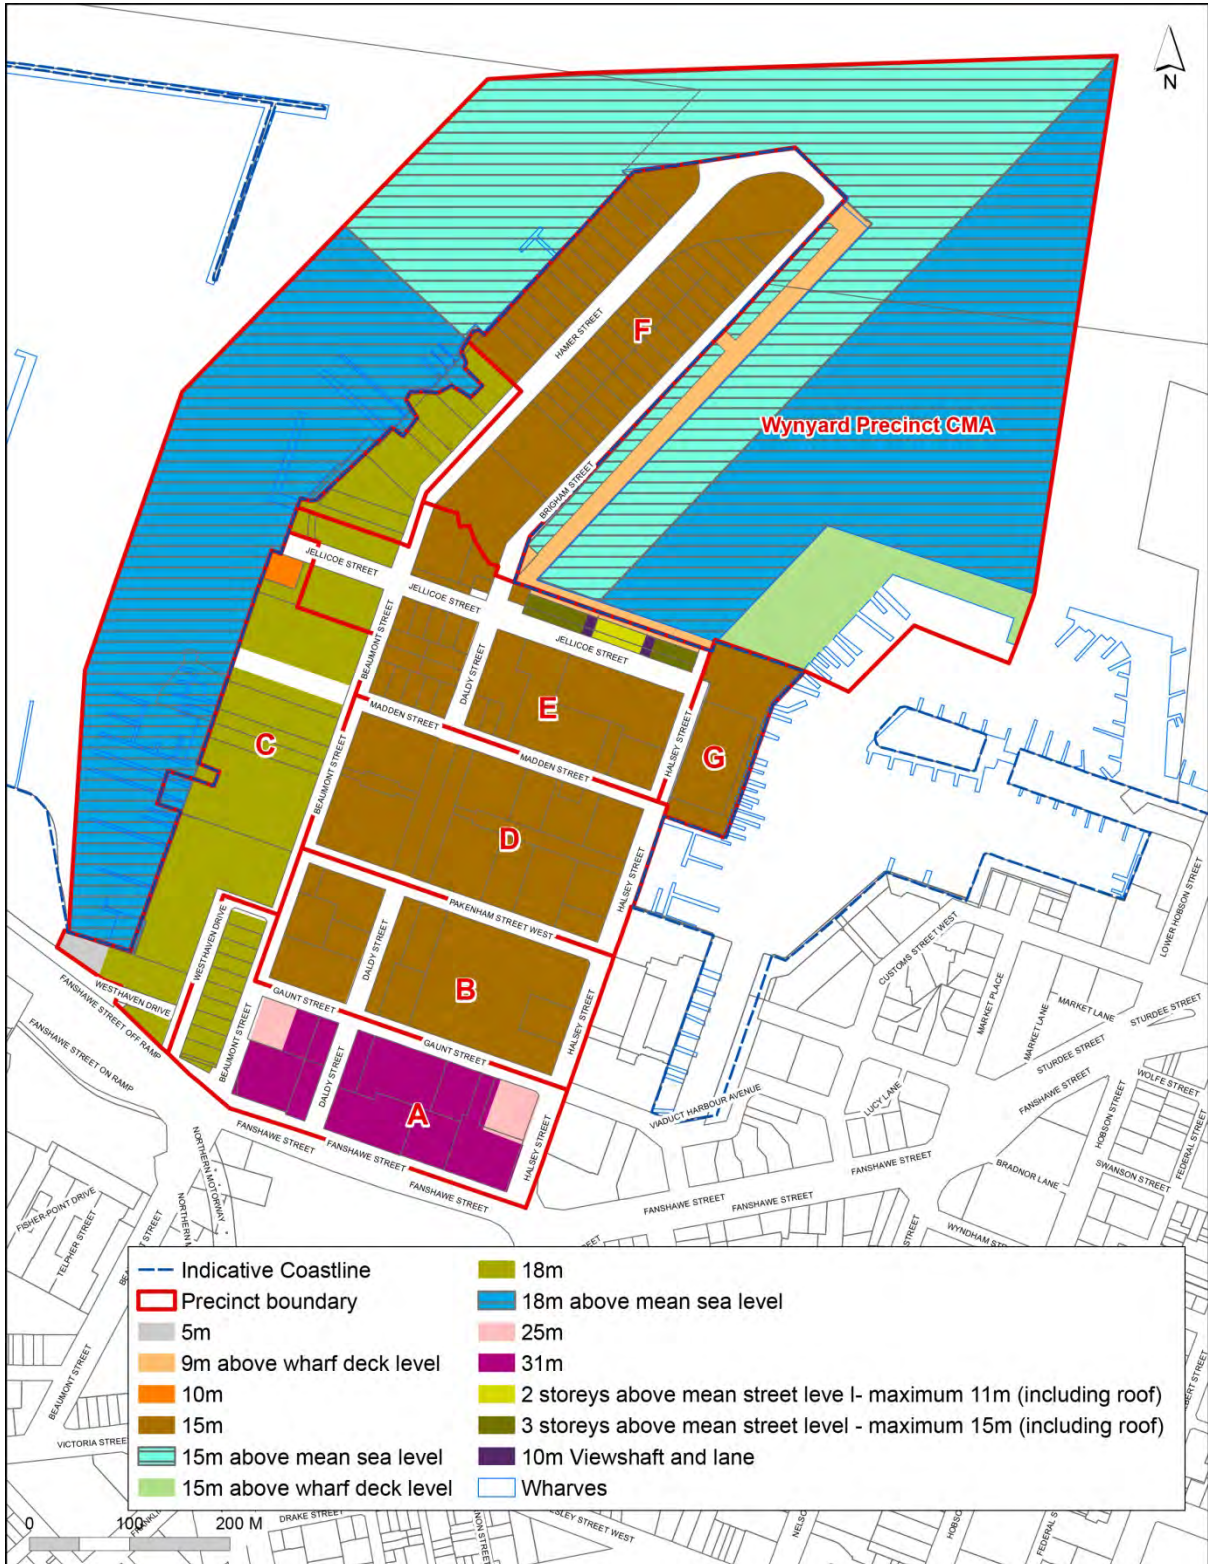 N
F
HAMER STREET
Wynyard Precinct CMA
BRIGHAM STREET
JELLICOE STREET
JELLICOE STREET
JELLICOE STREET
BEAUMONT STREET
DALDY STREET
MADDEN STREET
E
HALSEY STREET
G
C
BEAUMONT STREET
MADDEN STREET
D
HALSEY STREET
PAKENHAM STREET WEST
WESTHAVEN DRIVE
DALDY STREET
B
LOWER HOBSON STREET
CUSTOMS STREET WEST
MARKET PLACE
MARKET LANE
MARKET LANE
STURDEE STREET
STURDEE STREET
WESTHAVEN DRIVE
FANSHAWE STREET OFF RAMP
FANSHAWE STREET ON RAMP
GAUNT STREET
GAUNT STREET
HALSEY STREET
BEAUMONT STREET
DALDY STREET
A
HALSEY STREET
VIADUCT HARBOUR AVENUE
LUCY LANE
FANSHAWE STREET
WOLFE STREET
HOBSON STREET
FEDERAL STREET
SWANSON STREET
BRADNOR LANE
FANSHAWE STREET
FANSHAWE STREET
FANSHAWE STREET
FANSHAWE STREET
FANSHAWE STREET
FANSHAWE STREET
NORTHERN MOTORWAY
FISHER-POINT DRIVE
TELPHER STREET
BEAUMONT STREET
VICTORIA STREET
Indicative Coastline
Precinct boundary
5m
9m above wharf deck level
10m
15m
15m above mean sea level
15m above wharf deck level
18m
18m above mean sea level
25m
31m
2 storeys above mean street leve l- maximum 11m (including roof)
3 storeys above mean street level - maximum 15m (including roof)
10m Viewshaft and lane
Wharves
0 100 200 M
DRAKE STREET